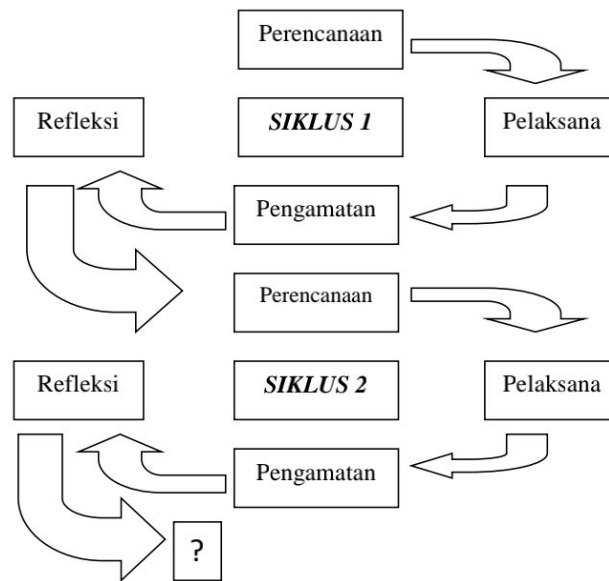 Perencanaan
Refleksi
SIKLUS 1
Pelaksana
Pengamatan
Perencanaan
Refleksi
SIKLUS 2
Pelaksana
Pengamatan
?